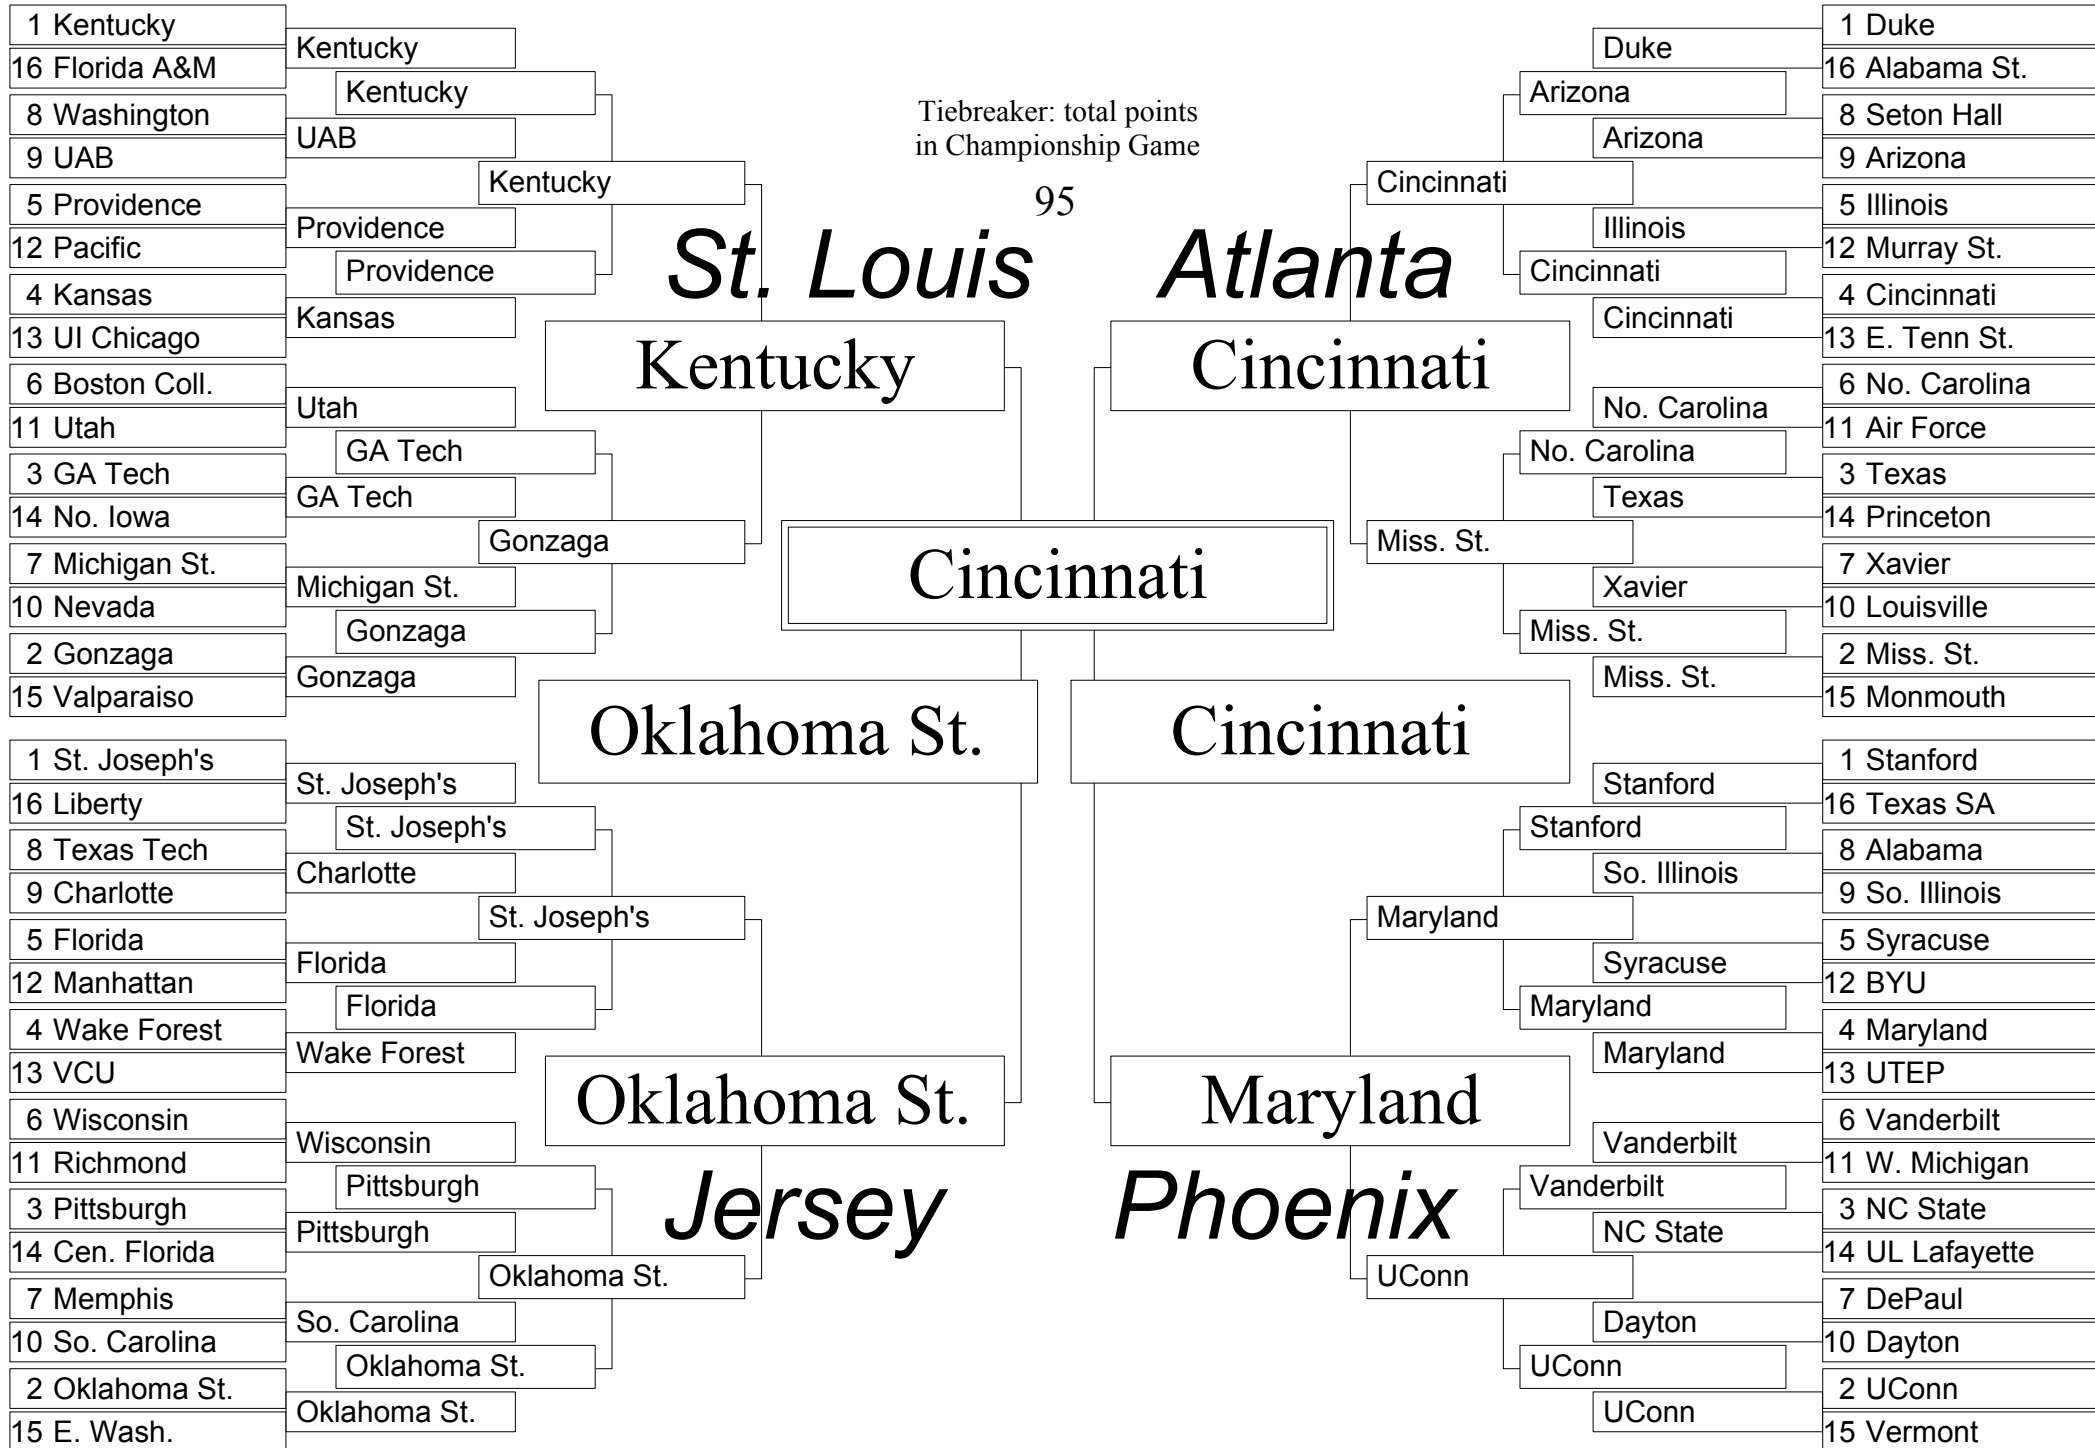 1 Kentucky
16 Florida A&M
8 Washington
9 UAB
5 Providence
12 Pacific
4 Kansas
13 UI Chicago
6 Boston Coll.
11 Utah
3 GA Tech
14 No. Iowa
7 Michigan St.
10 Nevada
2 Gonzaga
15 Valparaiso
1 St. Joseph's
16 Liberty
8 Texas Tech
9 Charlotte
5 Florida
12 Manhattan
4 Wake Forest
13 VCU
6 Wisconsin
11 Richmond
3 Pittsburgh
14 Cen. Florida
7 Memphis
10 So. Carolina
2 Oklahoma St.
15 E. Wash.
Kentucky
UAB
Providence
Kansas
Utah
GA Tech
Michigan St.
Gonzaga
St. Joseph's
Charlotte
Florida
Wake Forest
Wisconsin
Pittsburgh
So. Carolina
Oklahoma St.
Kentucky
Providence
GA Tech
Gonzaga
St. Joseph's
Florida
Pittsburgh
Oklahoma St.
Kentucky
Gonzaga
St. Joseph's
Oklahoma St.
St. Louis
Kentucky
Oklahoma St.
Oklahoma St.
Jersey
Tiebreaker: total points
in Championship Game
95
Cincinnati
Atlanta
Cincinnati
Cincinnati
Maryland
Phoenix
Cincinnati
Miss. St.
Maryland
UConn
Arizona
Cincinnati
No. Carolina
Miss. St.
Stanford
Maryland
Vanderbilt
UConn
Duke
Arizona
Illinois
Cincinnati
No. Carolina
Texas
Xavier
Miss. St.
Stanford
So. Illinois
Syracuse
Maryland
Vanderbilt
NC State
Dayton
UConn
1 Duke
16 Alabama St.
8 Seton Hall
9 Arizona
5 Illinois
12 Murray St.
4 Cincinnati
13 E. Tenn St.
6 No. Carolina
11 Air Force
3 Texas
14 Princeton
7 Xavier
10 Louisville
2 Miss. St.
15 Monmouth
1 Stanford
16 Texas SA
8 Alabama
9 So. Illinois
5 Syracuse
12 BYU
4 Maryland
13 UTEP
6 Vanderbilt
11 W. Michigan
3 NC State
14 UL Lafayette
7 DePaul
10 Dayton
2 UConn
15 Vermont